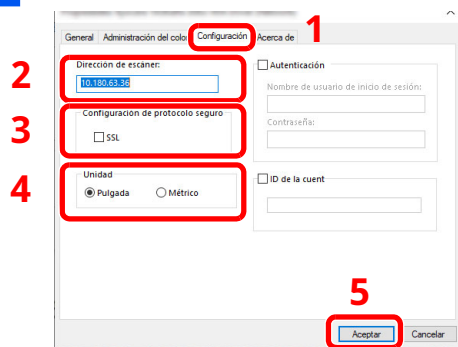 1
General Administración del color Configuración Acerca de
2
Dirección de escáner:
10.180.63.36
Autenticación
Nombre de usuario de inicio de sesión:
3
Configuración de protocolo seguro
SSL
Contraseña:
4
Unidad
Pulgada Métrico
ID de la cuent
5
Aceptar Cancelar